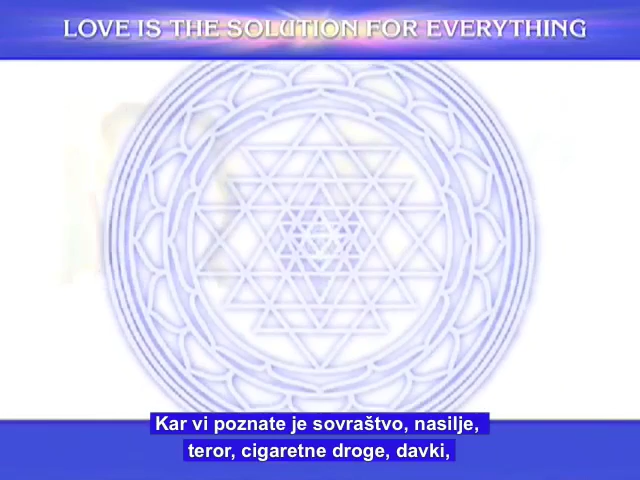 LOVE IS THE SOLUTION FOR EVERYTHING
Kar vi poznate je sovraštvo, nasilje,
teror, cigaretne droge, davki,